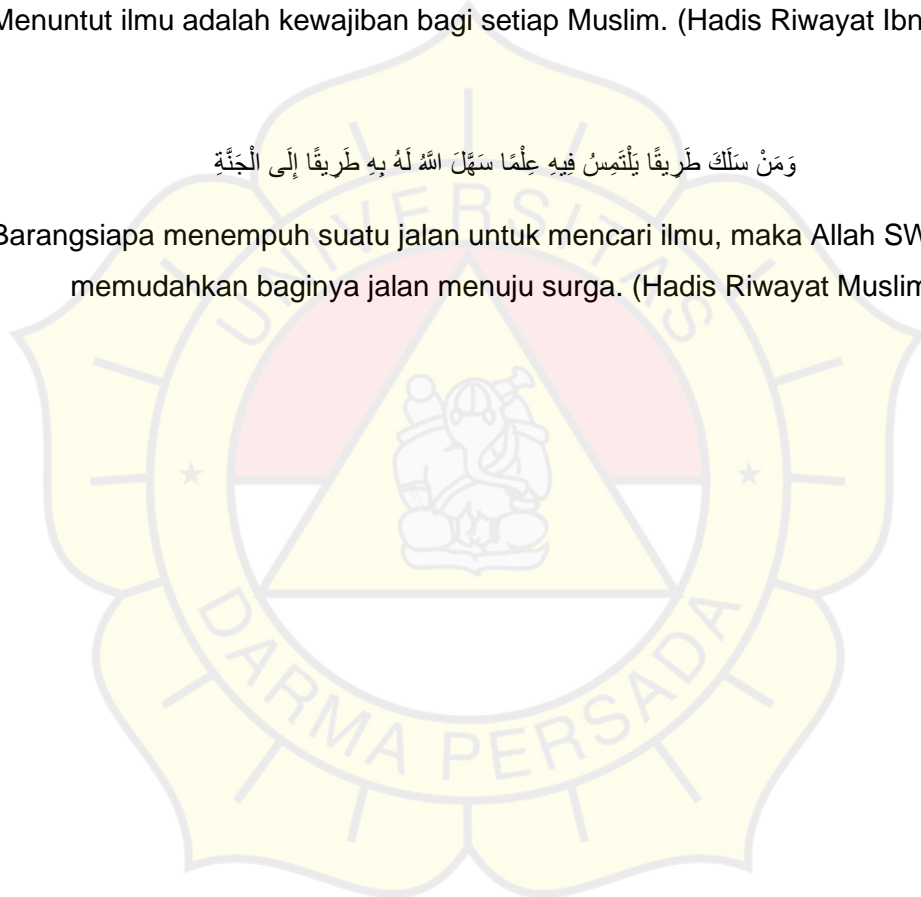 Menuntut ilmu adalah kewajiban bagi setiap Muslim. (Hadis Riwayat
وَمَنْ سَلَكَ طَرِيقًا يَلْتَمِسُ فِيهِ عِلْمًا سَهَّلَ اللَّهُ لَهُ بِهِ طَرِيقًا إِلَى الْجَنَّةِ
Barangsiapa menempuh suatu jalan untuk mencari ilmu, maka Allah
memudahkan baginya jalan menuju surga. (Hadis Riwayat Muslim
UNIVERSITAS
DARMA PERSADA